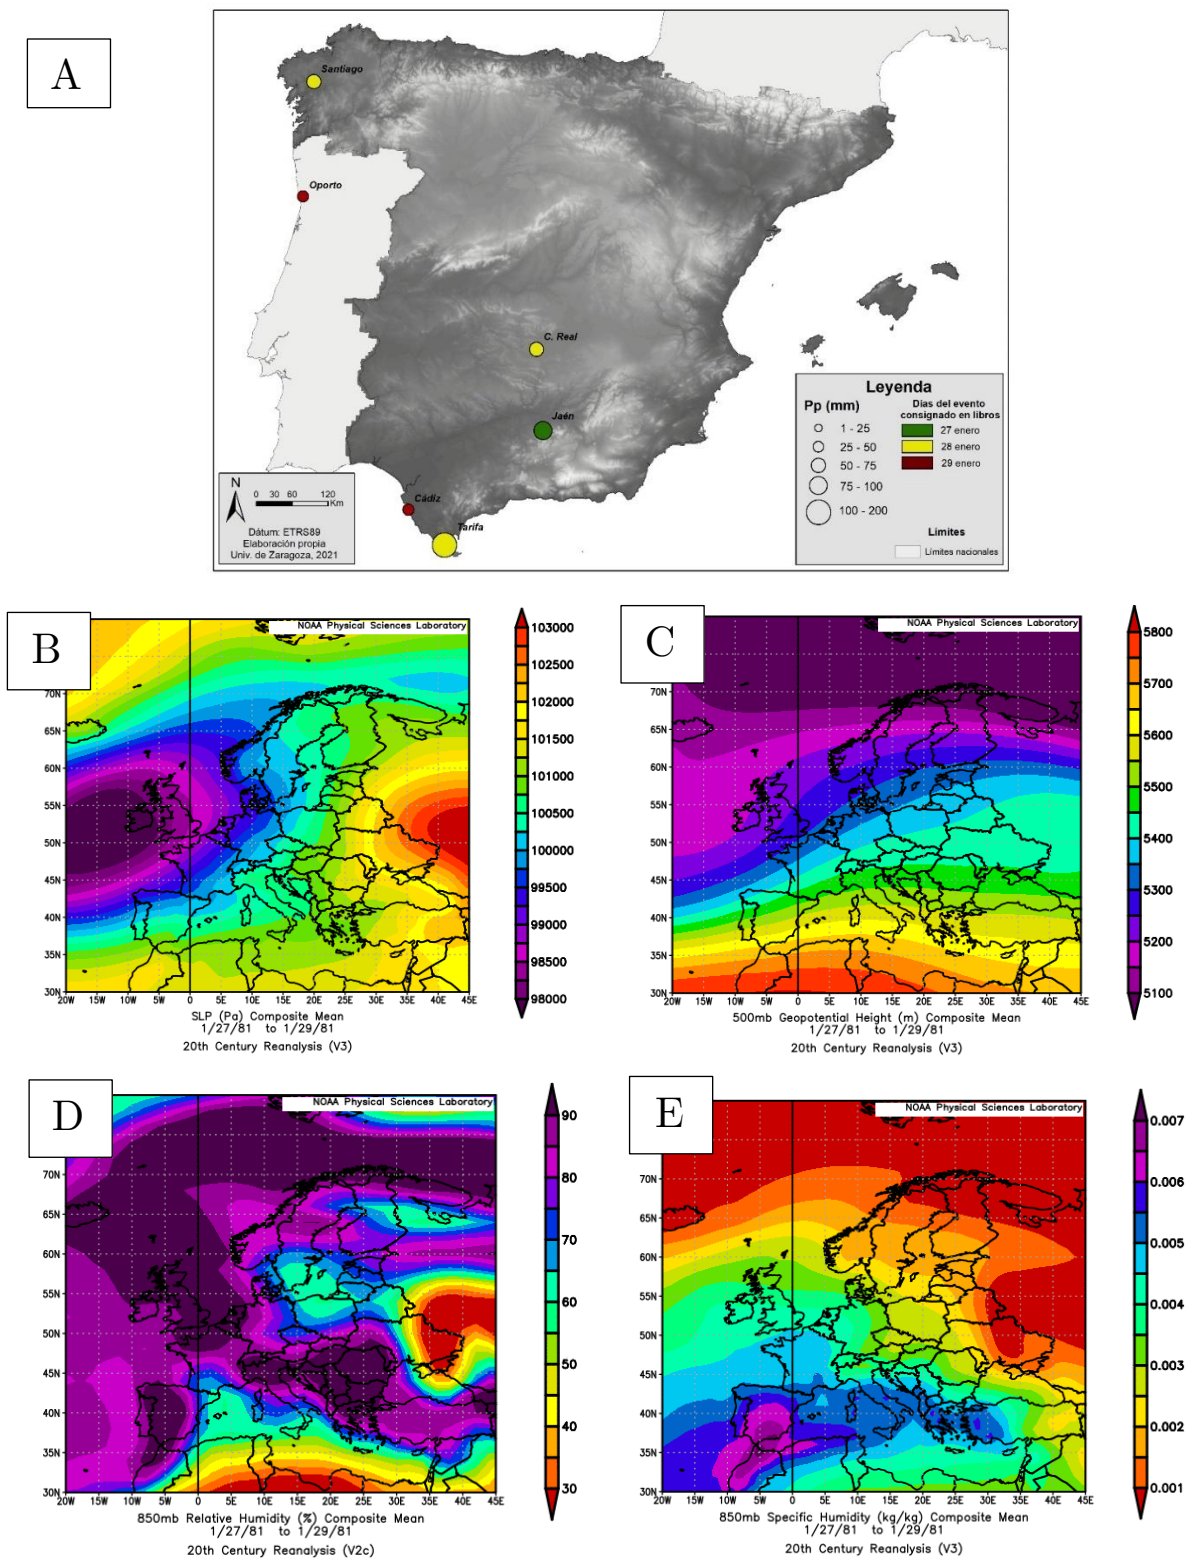 A
Santiago
Oporto
C. Real
Jaén
Cádiz
Tarifa
N
0 30 60 120
Km
Dátum: ETRS89
Elaboración propia
Univ. de Zaragoza, 2021
Leyenda
Pp (mm)
1 - 25
25 - 50
50 - 75
75 - 100
100 - 200
Días del evento
consignado en libros
27 enero
28 enero
29 enero
Límites
Límites nacionales
B
NOAA Physical Sciences Laboratory
70N
65N
60N
55N
50N
45N
40N
35N
30N
20W 15W 10W 5W 0 5E 10E 15E 20E 25E 30E 35E 40E 45E
103000
102500
102000
101500
101000
100500
100000
99500
99000
98500
98000
SLP (Pa) Composite Mean
1/27/81 to 1/29/81
20th Century Reanalysis (V3)
C
NOAA Physical Sciences Laboratory
70N
65N
60N
55N
50N
45N
40N
35N
30N
20W 15W 10W 5W 0 5E 10E 15E 20E 25E 30E 35E 40E 45E
5800
5700
5600
5500
5400
5300
5200
5100
500mb Geopotential Height (m) Composite Mean
1/27/81 to 1/29/81
20th Century Reanalysis (V3)
D
NOAA Physical Sciences Laboratory
70N
65N
60N
55N
50N
45N
40N
35N
30N
20W 15W 10W 5W 0 5E 10E 15E 20E 25E 30E 35E 40E 45E
90
80
70
60
50
40
30
850mb Relative Humidity (%) Composite Mean
1/27/81 to 1/29/81
20th Century Reanalysis (V2c)
E
NOAA Physical Sciences Laboratory
70N
65N
60N
55N
50N
45N
40N
35N
30N
20W 15W 10W 5W 0 5E 10E 15E 20E 25E 30E 35E 40E 45E
0.007
0.006
0.005
0.004
0.003
0.002
0.001
850mb Specific Humidity (kg/kg) Composite Mean
1/27/81 to 1/29/81
20th Century Reanalysis (V3)